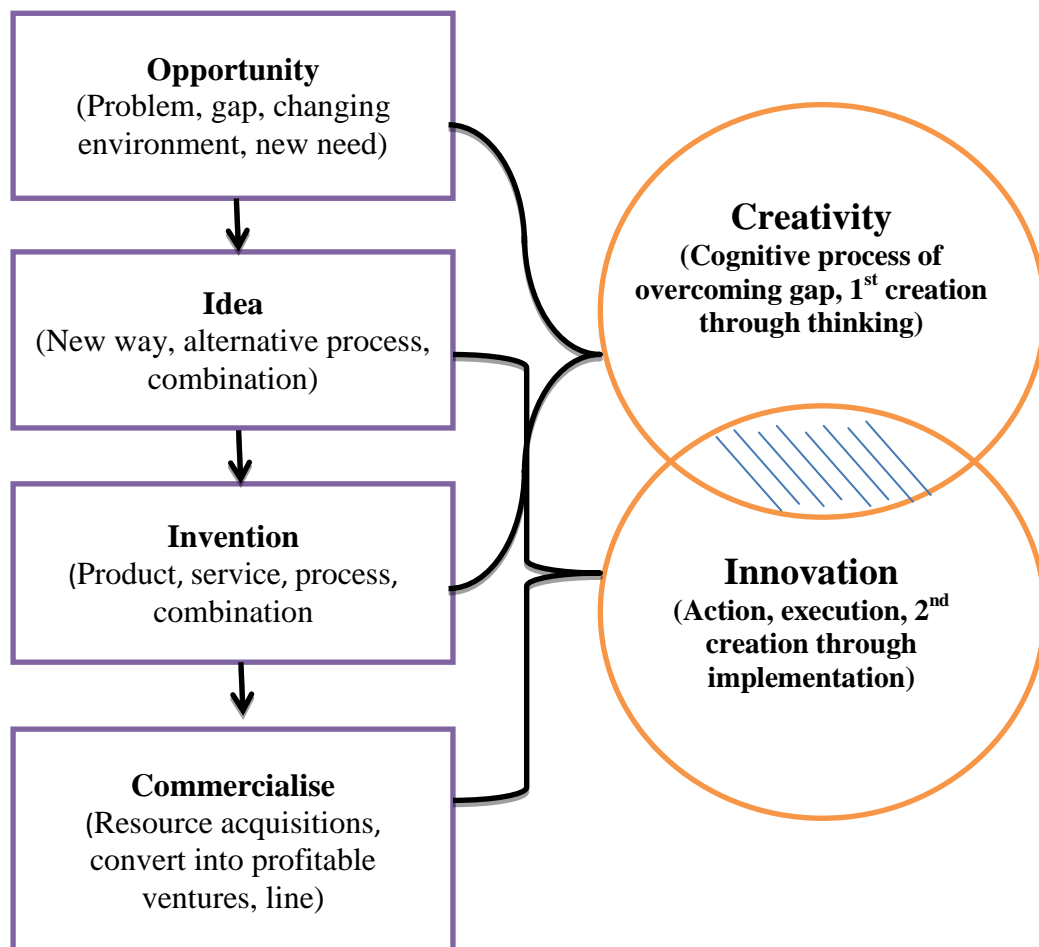 Opportunity
(Problem, gap, changing
environment, new need)
Idea
(New way, alternative process,
combination)
Invention
(Product, service, process,
combination
Commercialise
(Resource acquisitions,
convert into profitable
ventures, line)
Creativity
(Cognitive process of
overcoming gap, 1st creation
through thinking)
Innovation
(Action, execution, 2nd
creation through
implementation)